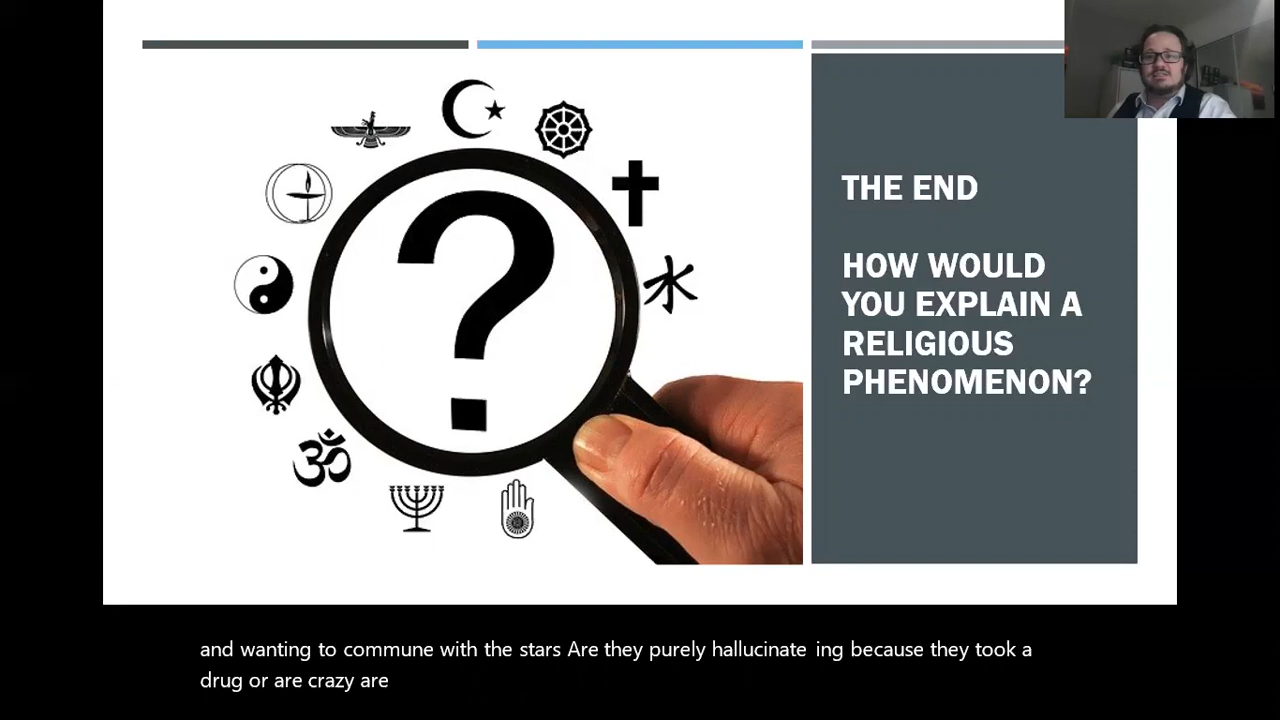 THE END
HOW WOULD
YOU EXPLAIN A
RELIGIOUS
PHENOMENON?
?
水
ॐ
and wanting to commune with the stars Are they purely hallucinate ing because they took a
drug or are crazy are